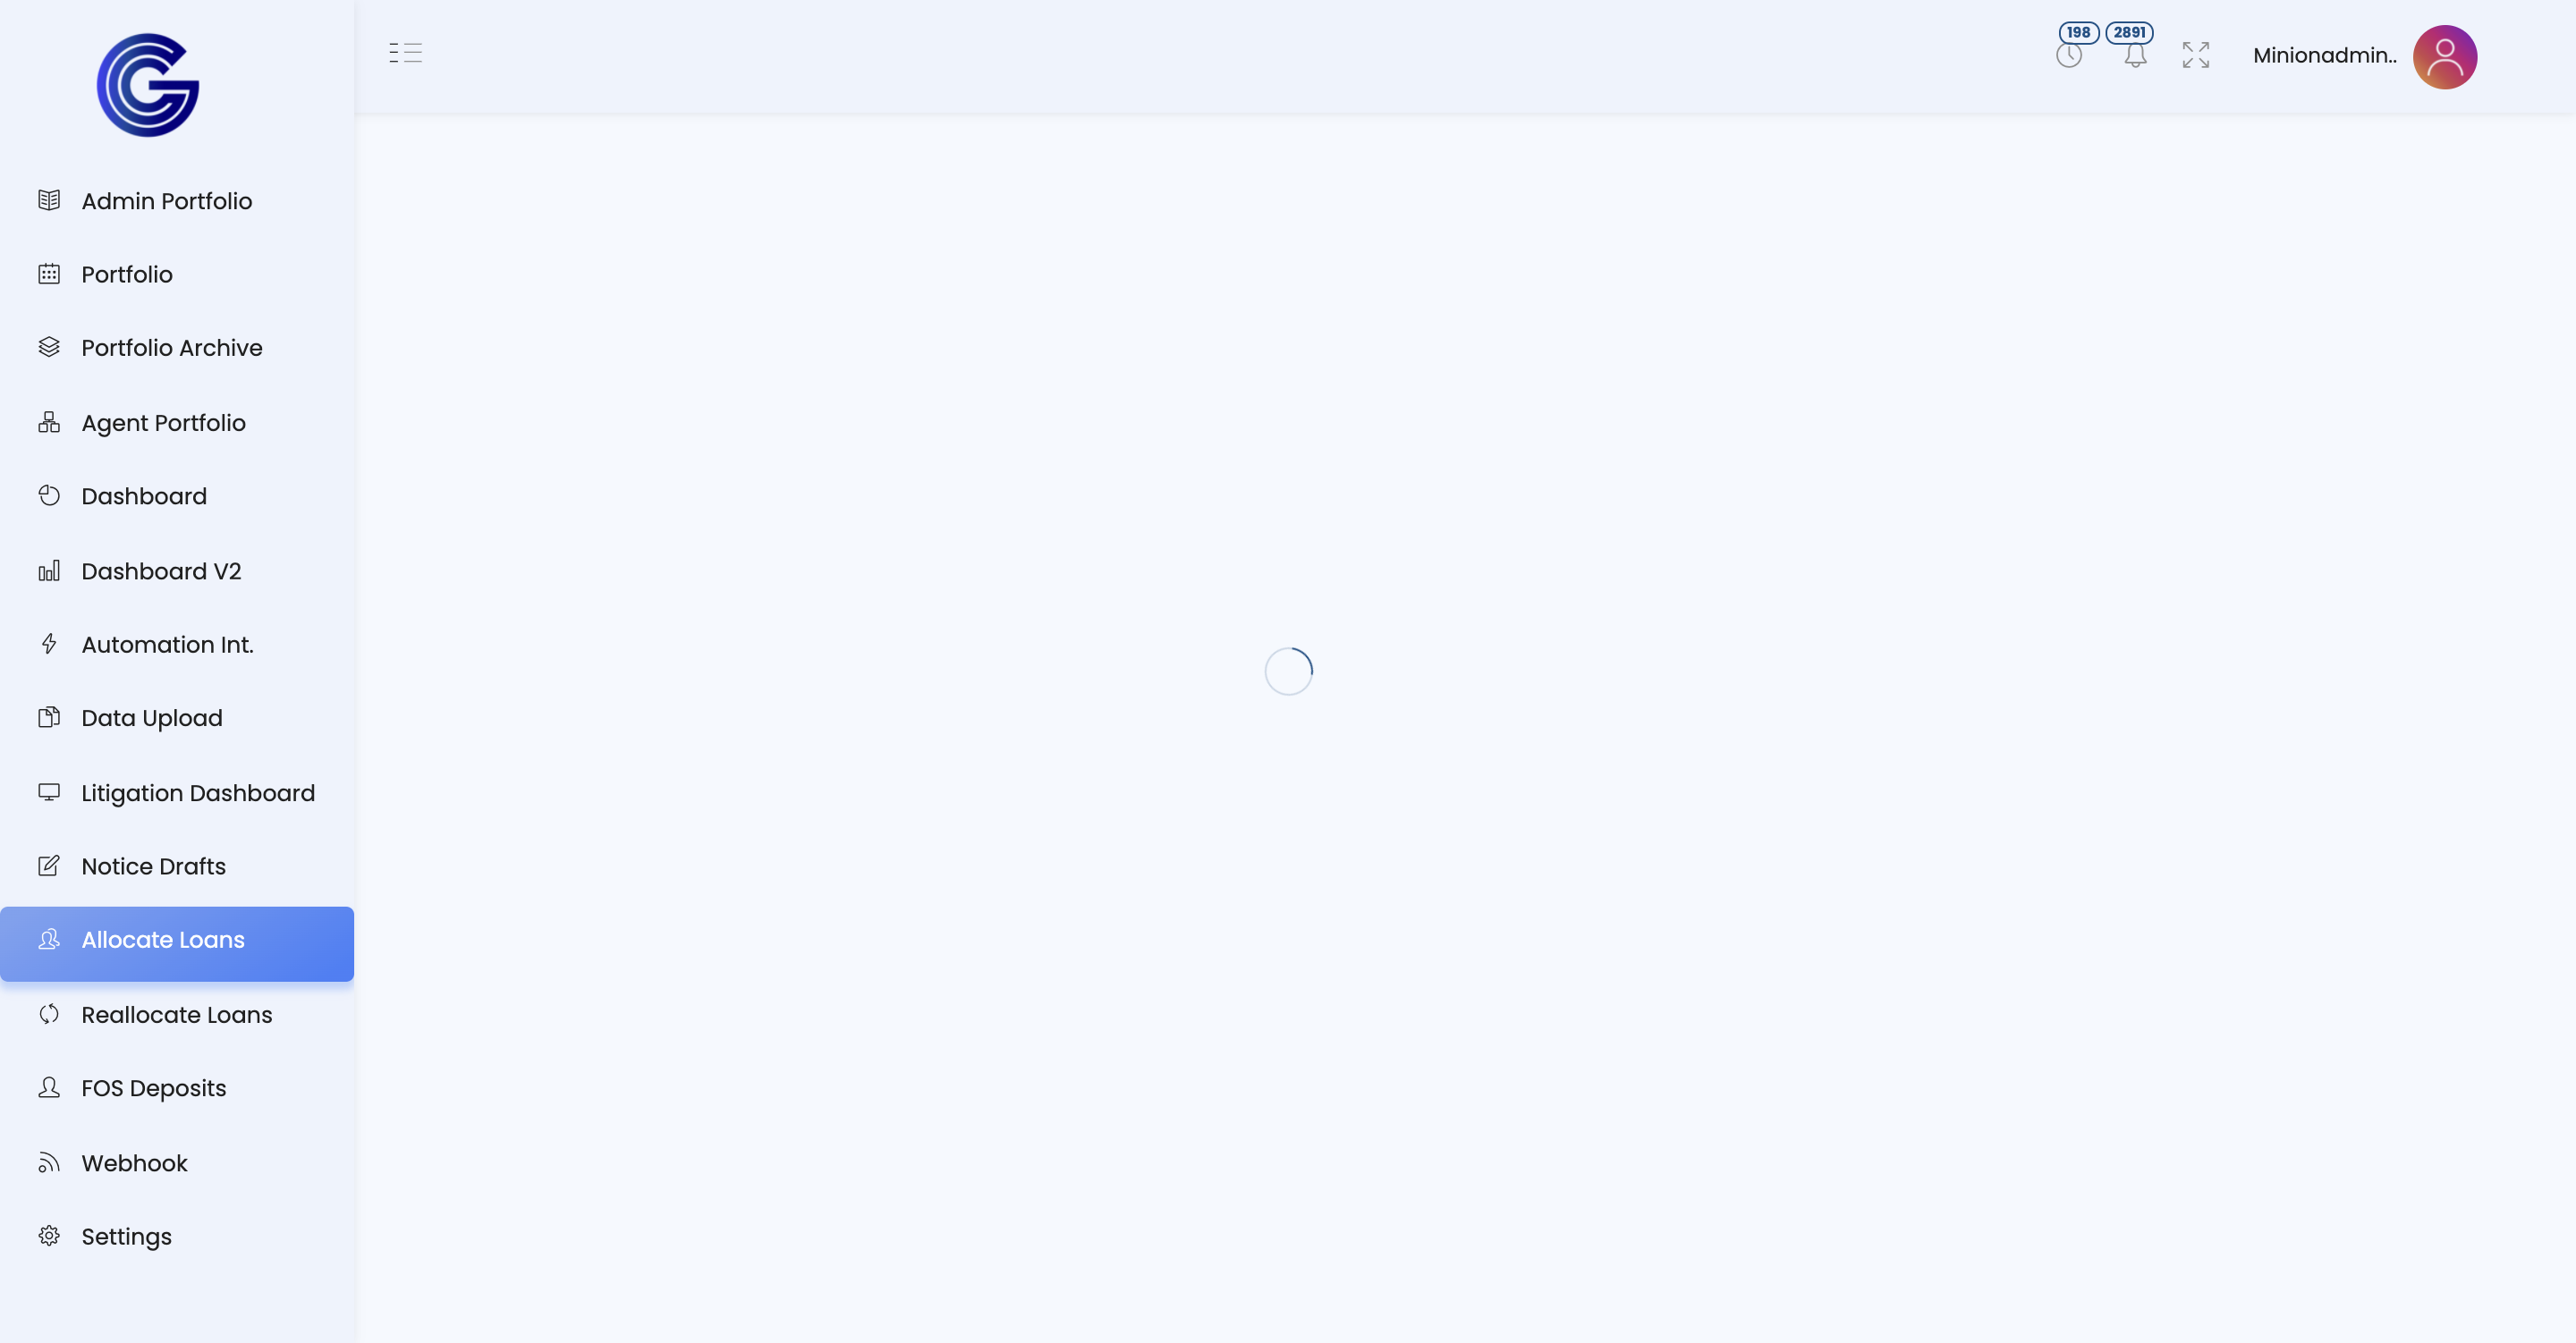 198
2891
Minionadmin..
Admin Portfolio
Portfolio
Portfolio Archive
Agent Portfolio
Dashboard
Dashboard V2
Automation Int.
Data Upload
Litigation Dashboard
Notice Drafts
Allocate Loans
Reallocate Loans
FOS Deposits
Webhook
Settings